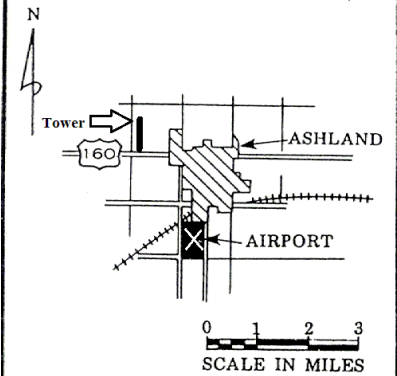 N
Tower
160
ASHLAND
AIRPORT
0 1 2 3
SCALE IN MILES